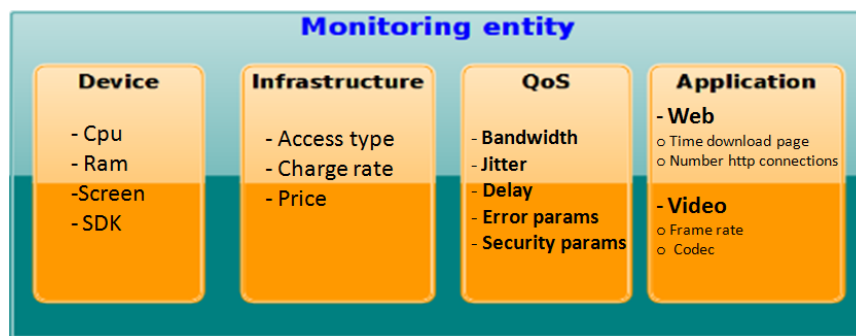 Monitoring entity
Device
- Cpu
- Ram
-Screen
- SDK
Infrastructure
- Access type
- Charge rate
- Price
QoS
- Bandwidth
- Jitter
- Delay
- Error params
- Security params
Application
- Web
o Time download page
o Number http connections
- Video
o Frame rate
o Codec